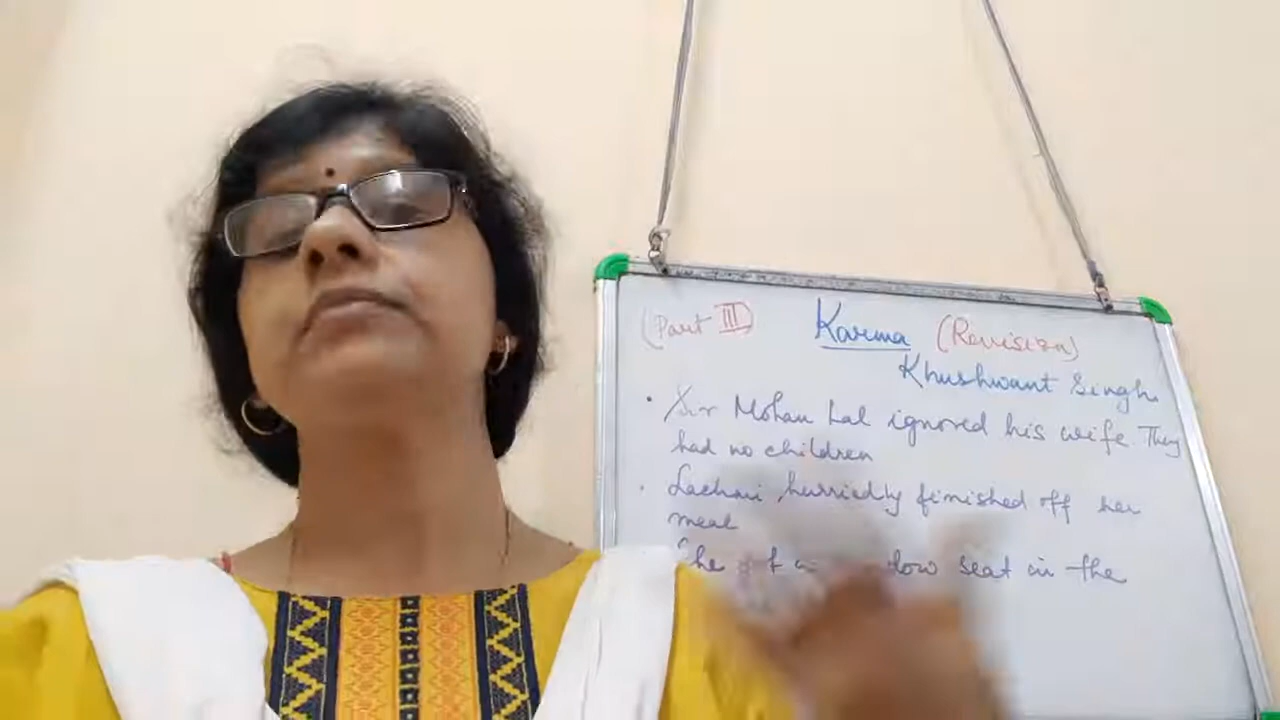 (Part III) Karma (Revision)
Khushwant Singh
• Sir Mohan Lal ignored his wife. They
had no children
• Lachmi hurriedly finished off her
meal
She seat in the